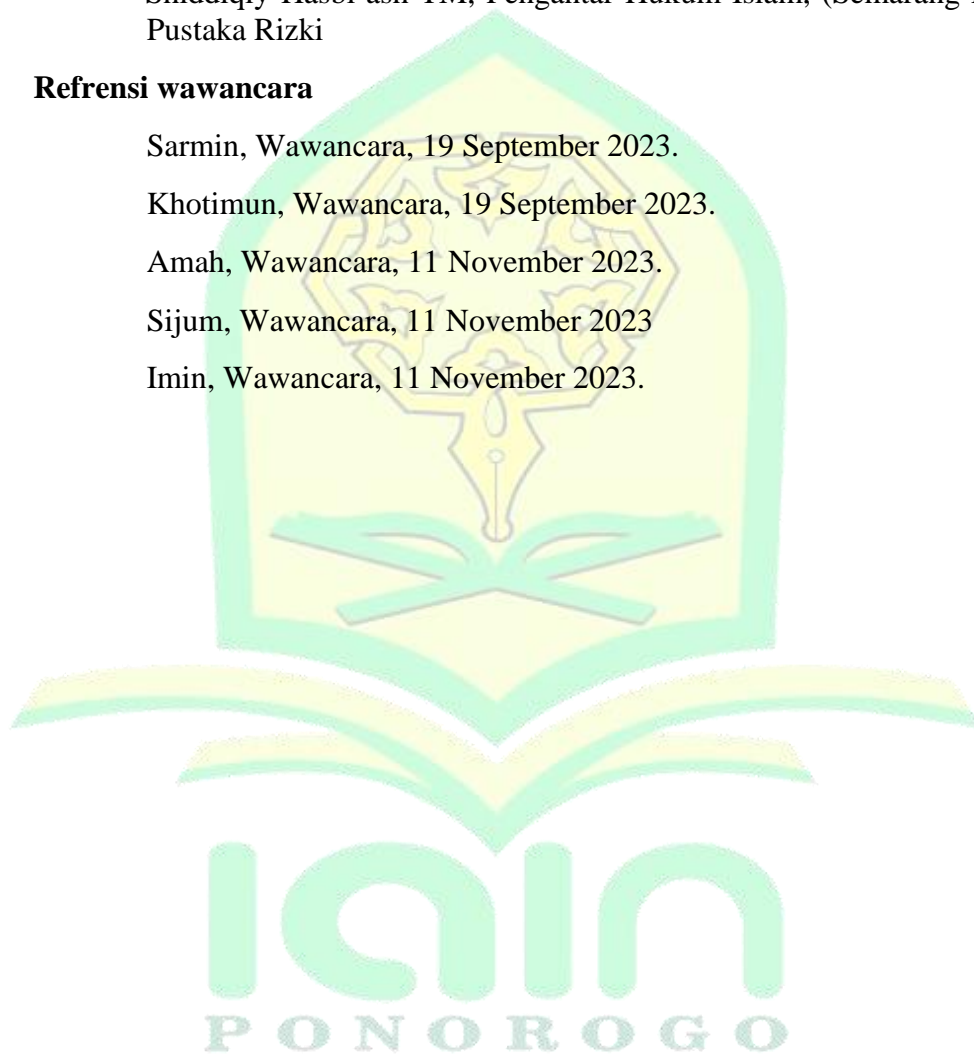 Pustaka Rizki
Refrensi wawancara
Sarmin, Wawancara, 19 September 2023.
Khotimun, Wawancara, 19 September 2023.
Amah, Wawancara, 11 November 2023.
Sijum, Wawancara, 11 November 2023
Imin, Wawancara, 11 November 2023.
iain
PONOROGO